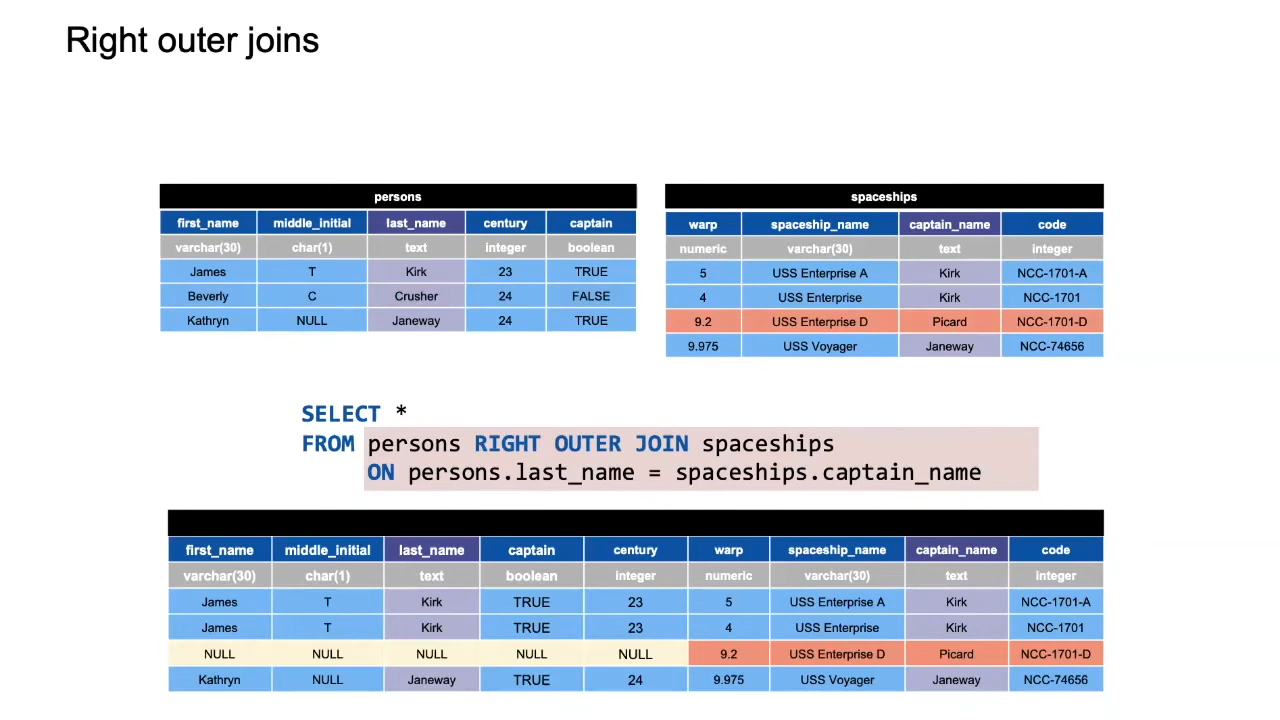 Right outer joins
persons
first_name middle_initial last_name century captain
varchar(30) char(1) text integer boolean
James T Kirk 23 TRUE
Beverly C Crusher 24 FALSE
Kathryn NULL Janeway 24 TRUE
spaceships
warp spaceship_name captain_name code
numeric varchar(30) text integer
5 USS Enterprise A Kirk NCC-1701-A
4 USS Enterprise Kirk NCC-1701
9.2 USS Enterprise D Picard NCC-1701-D
9.975 USS Voyager Janeway NCC-74656
SELECT *
FROM persons RIGHT OUTER JOIN spaceships
ON persons.last_name = spaceships.captain_name
first_name middle_initial last_name captain century warp spaceship_name captain_name code
varchar(30) char(1) text boolean integer numeric varchar(30) text integer
James T Kirk TRUE 23 5 USS Enterprise A Kirk NCC-1701-A
James T Kirk TRUE 23 4 USS Enterprise Kirk NCC-1701
NULL NULL NULL NULL NULL 9.2 USS Enterprise D Picard NCC-1701-D
Kathryn NULL Janeway TRUE 24 9.975 USS Voyager Janeway NCC-74656